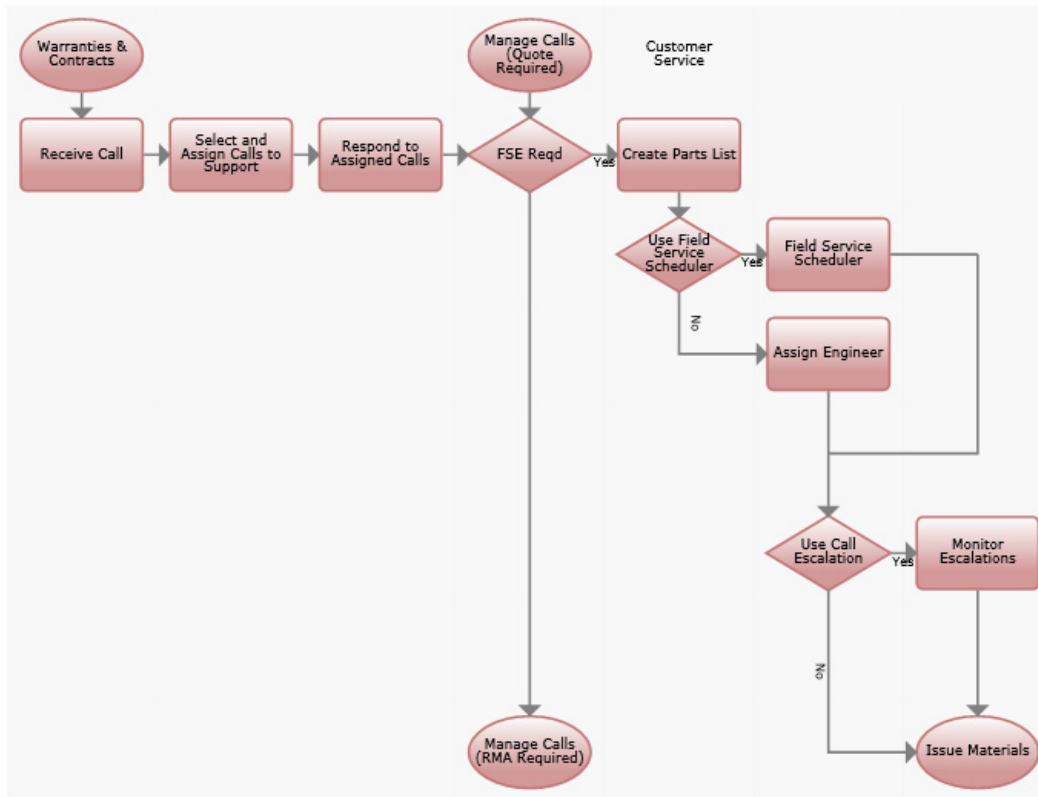 Warranties &
Contracts
Manage Calls
(Quote
Required)
Customer
Service
Receive Call
Select and
Assign Calls to
Support
Respond to
Assigned Calls
FSE Reqd
Yes
Create Parts List
Use Field
Service
Scheduler
Yes
Field Service
Scheduler
No
Assign Engineer
Use Call
Escalation
Yes
Monitor
Escalations
No
Manage Calls
(RMA Required)
Issue Materials